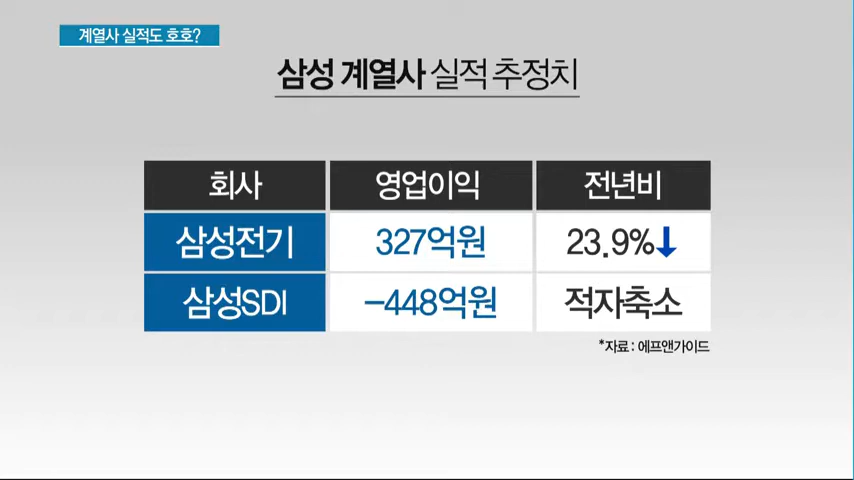 계열사 실적도 호호?
삼성 계열사 실적 추정치
회사 영업이익 전년비
삼성전기 327억원 23.9%↓
삼성SDI -448억원 적자축소
*자료 : 에프앤가이드